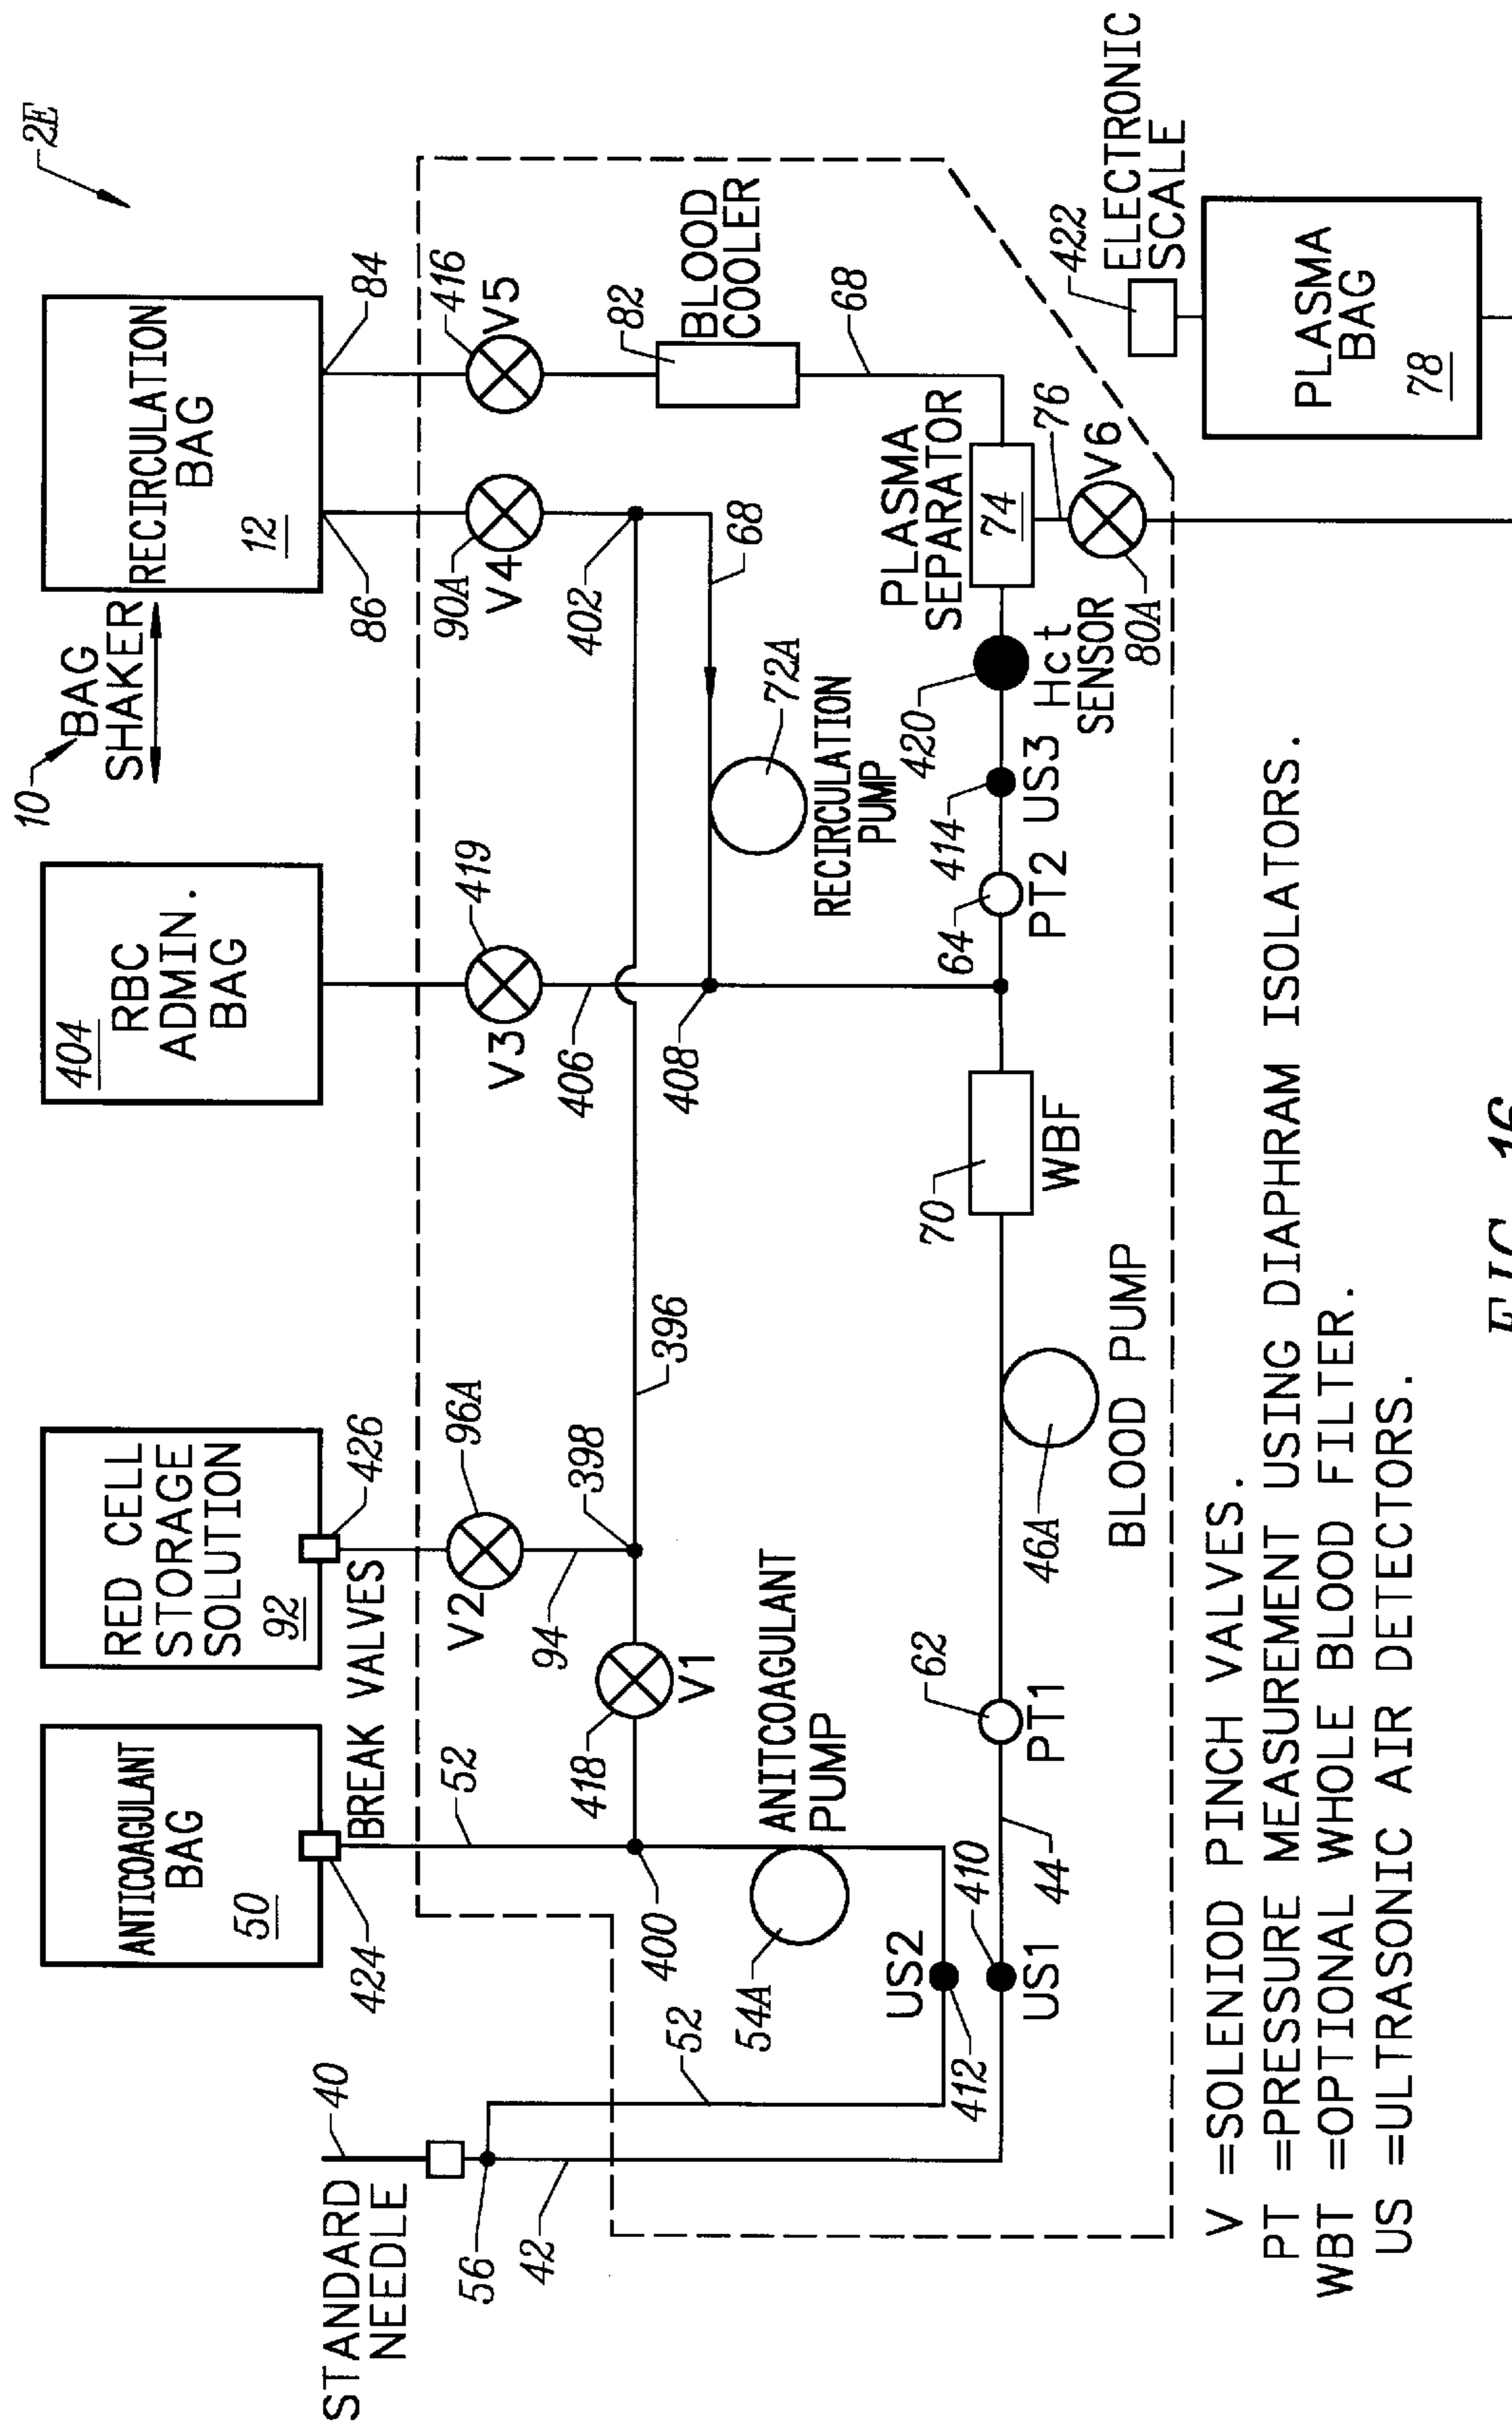 2E
10
BAG
SHAKER
ANTICOAGULANT
BAG
50
RED CELL
STORAGE
SOLUTION
92
404
RBC
ADMIN.
BAG
RECIRCULATION
BAG
12
424
BREAK VALVES
426
86
84
STANDARD
NEEDLE
40
52
V2
96A
V3
419
90A
V4
416
V5
56
42
94
398
406
402
82
BLOOD
COOLER
418
V1
396
408
68
68
400
ANITCOAGULANT
PUMP
54A
RECIRCULATION
PUMP
72A
52
US2
412
410
US1
44
62
PT1
46A
BLOOD PUMP
70
WBF
64
PT2
414
US3
420
Hct
SENSOR
PLASMA
SEPARATOR
74
76
V6
80A
422
ELECTRONIC
SCALE
PLASMA
BAG
78
V =SOLENIOD PINCH VALVES.
PT =PRESSURE MEASUREMENT USING DIAPHRAM ISOLATORS.
WBT =OPTIONAL WHOLE BLOOD FILTER.
US =ULTRASONIC AIR DETECTORS.